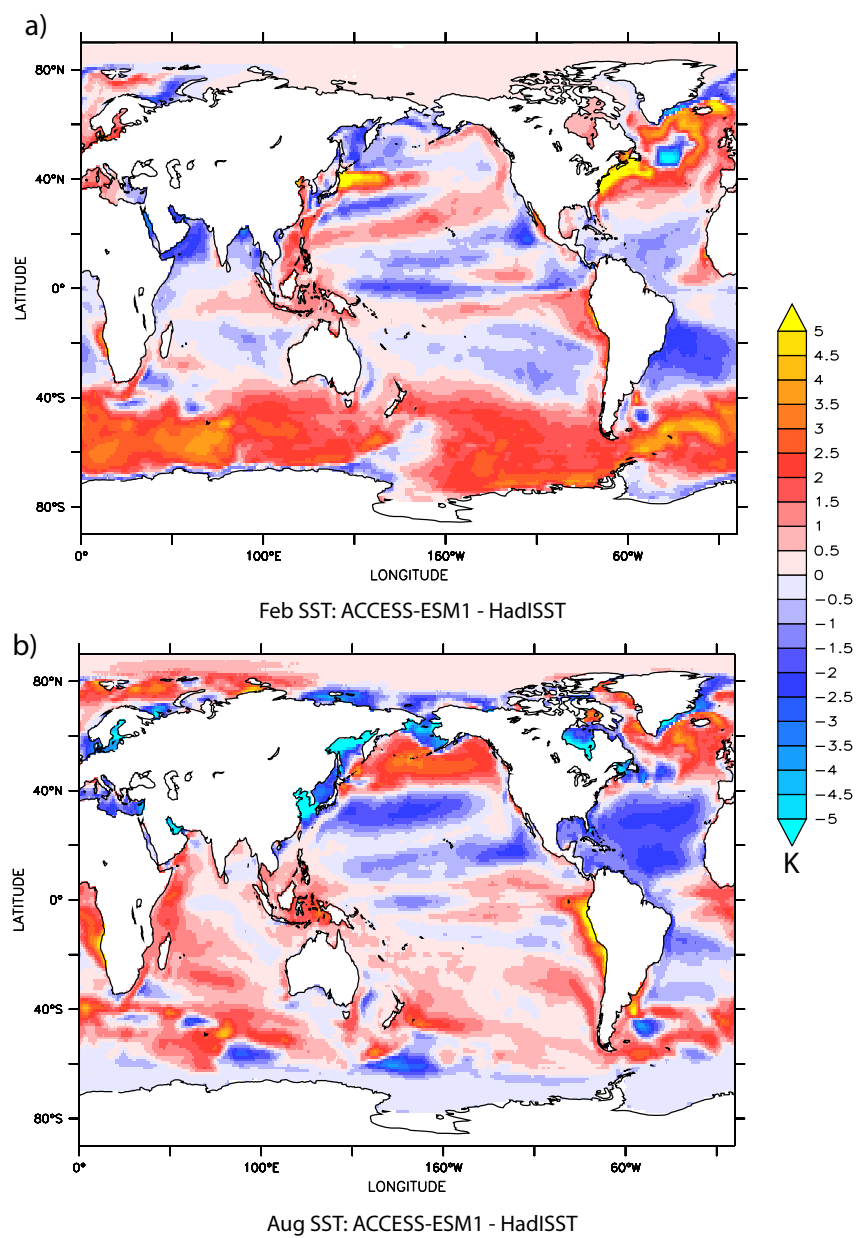 a)
80°N
40°N
0°
40°S
80°S
LATITUDE
0°
100°E
160°W
60°W
LONGITUDE
Feb SST: ACCESS-ESM1 - HadISST
5
4.5
4
3.5
3
2.5
2
1.5
1
0.5
0
−0.5
−1
−1.5
−2
−2.5
−3
−3.5
−4
−4.5
−5
K
b)
80°N
40°N
0°
40°S
80°S
LATITUDE
0°
100°E
160°W
60°W
LONGITUDE
Aug SST: ACCESS-ESM1 - HadISST